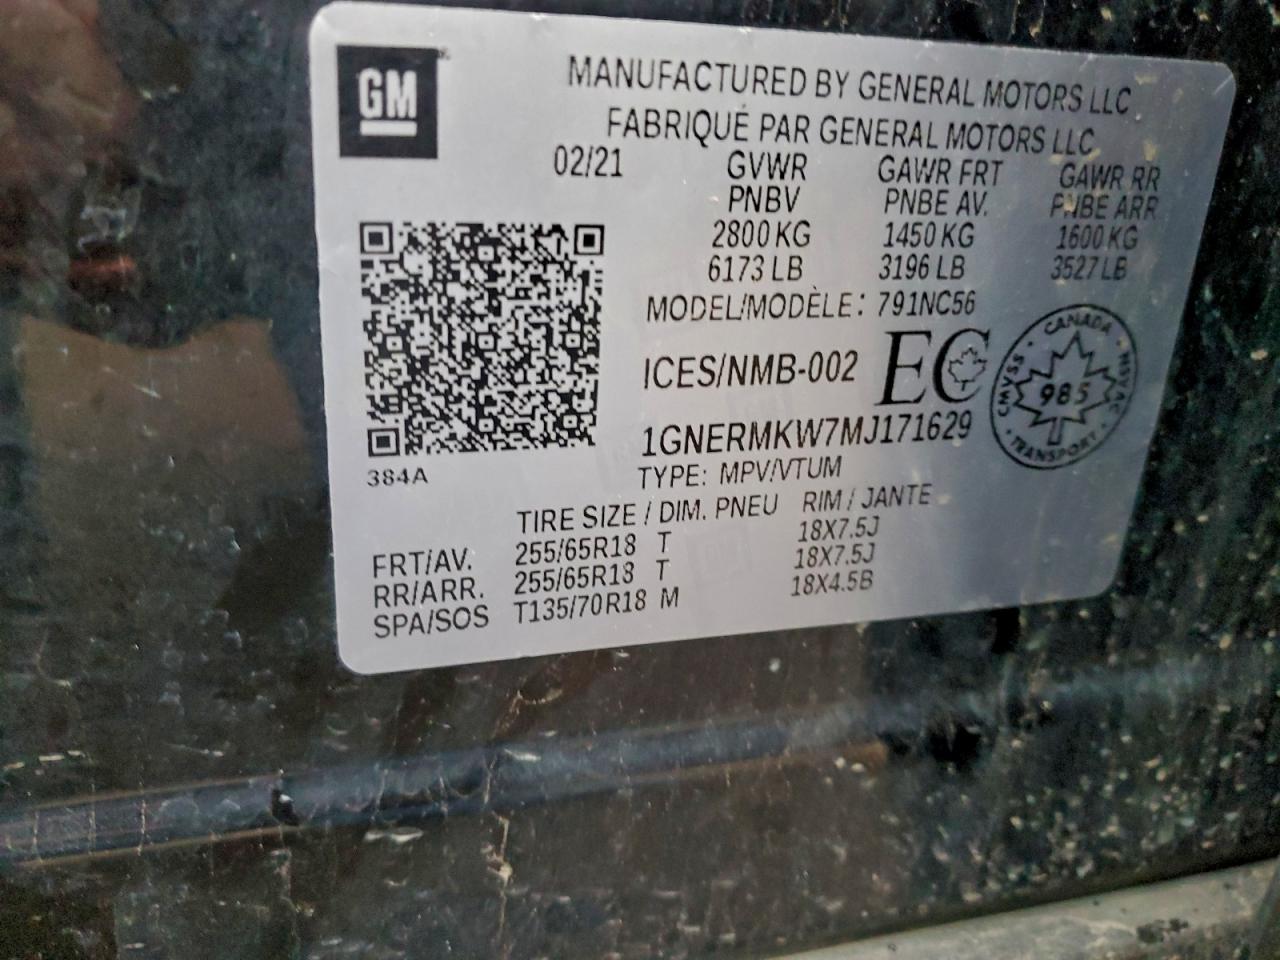 GM
MANUFACTURED BY GENERAL MOTORS LLC
FABRIQUÉ PAR GENERAL MOTORS LLC
02/21 GVWR GAWR FRT GAWR RR
PNBV PNBE AV. PNBE ARR
2800 KG 1450 KG 1600 KG
6173 LB 3196 LB 3527 LB
MODEL/MODÈLE: 791NC56
ICES/NMB-002 EC
CANADA
CMVSS 985 NSVAC
TRANSPORT
1GNERMKW7MJ171629
384A
TYPE: MPV/VTUM
TIRE SIZE / DIM. PNEU RIM / JANTE
FRT/AV. 255/65R18 T 18X7.5J
RR/ARR. 255/65R18 T 18X7.5J
SPA/SOS T135/70R18 M 18X4.5B